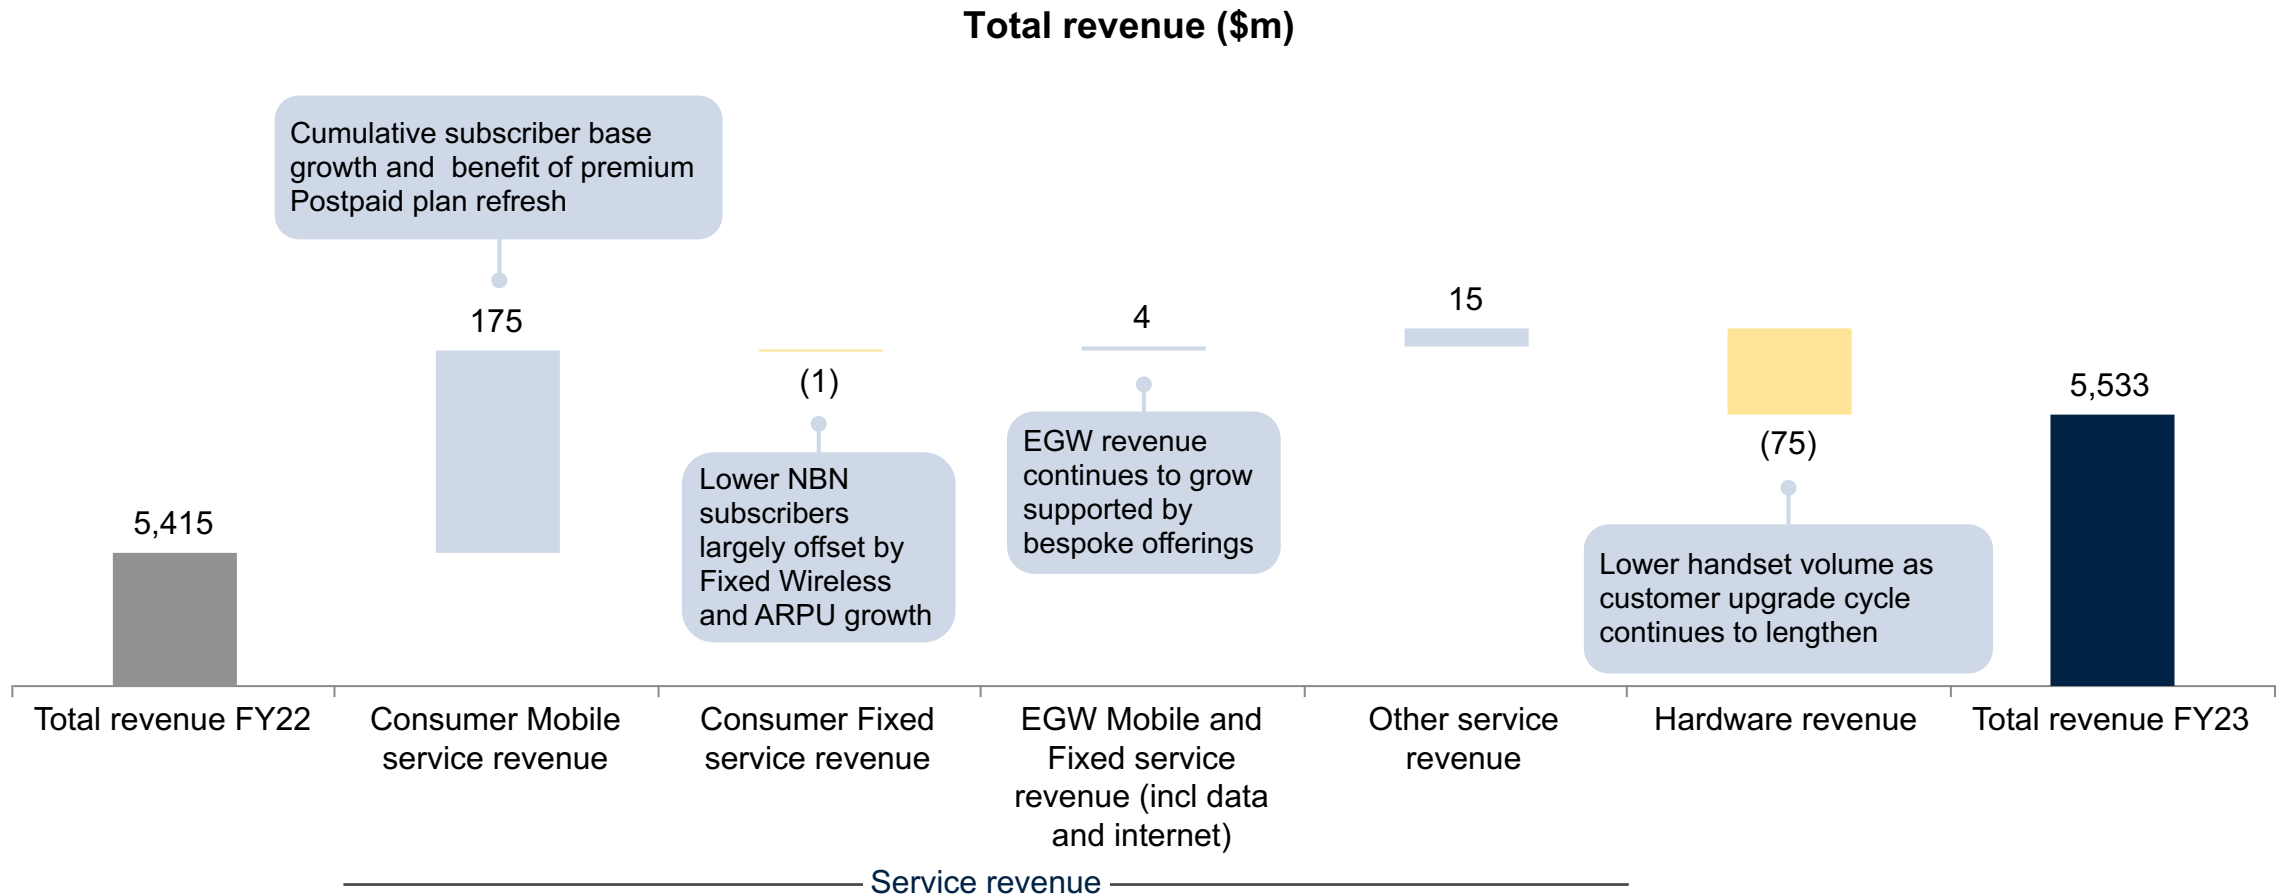 Total revenue ($m)
Cumulative subscriber base
growth and  benefit of premium
Postpaid plan refresh
175
(1)
4
15
(75)
5,415
5,533
Lower NBN
subscribers
largely offset by
Fixed Wireless
and ARPU growth
EGW revenue
continues to grow
supported by
bespoke offerings
Lower handset volume as
customer upgrade cycle
continues to lengthen
Total revenue FY22
Consumer Mobile
service revenue
Consumer Fixed
service revenue
EGW Mobile and
Fixed service
revenue (incl data
and internet)
Other service
revenue
Hardware revenue
Total revenue FY23
Service revenue